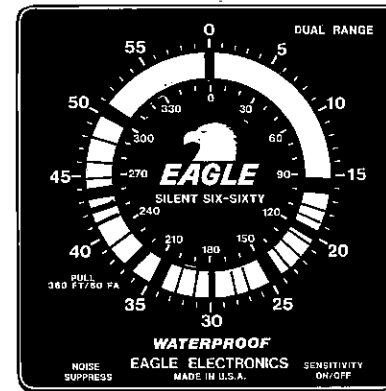 DUAL RANGE
0
5
10
15
20
25
30
35
40
45
50
55
0
30
60
90
120
150
180
210
240
270
300
330
EAGLE
SILENT SIX-SIXTY
PULL
360 FT/60 FA
WATERPROOF
NOISE
SUPPRESS
EAGLE ELECTRONICS
MADE IN U.S.A.
SENSITIVITY
ON/OFF